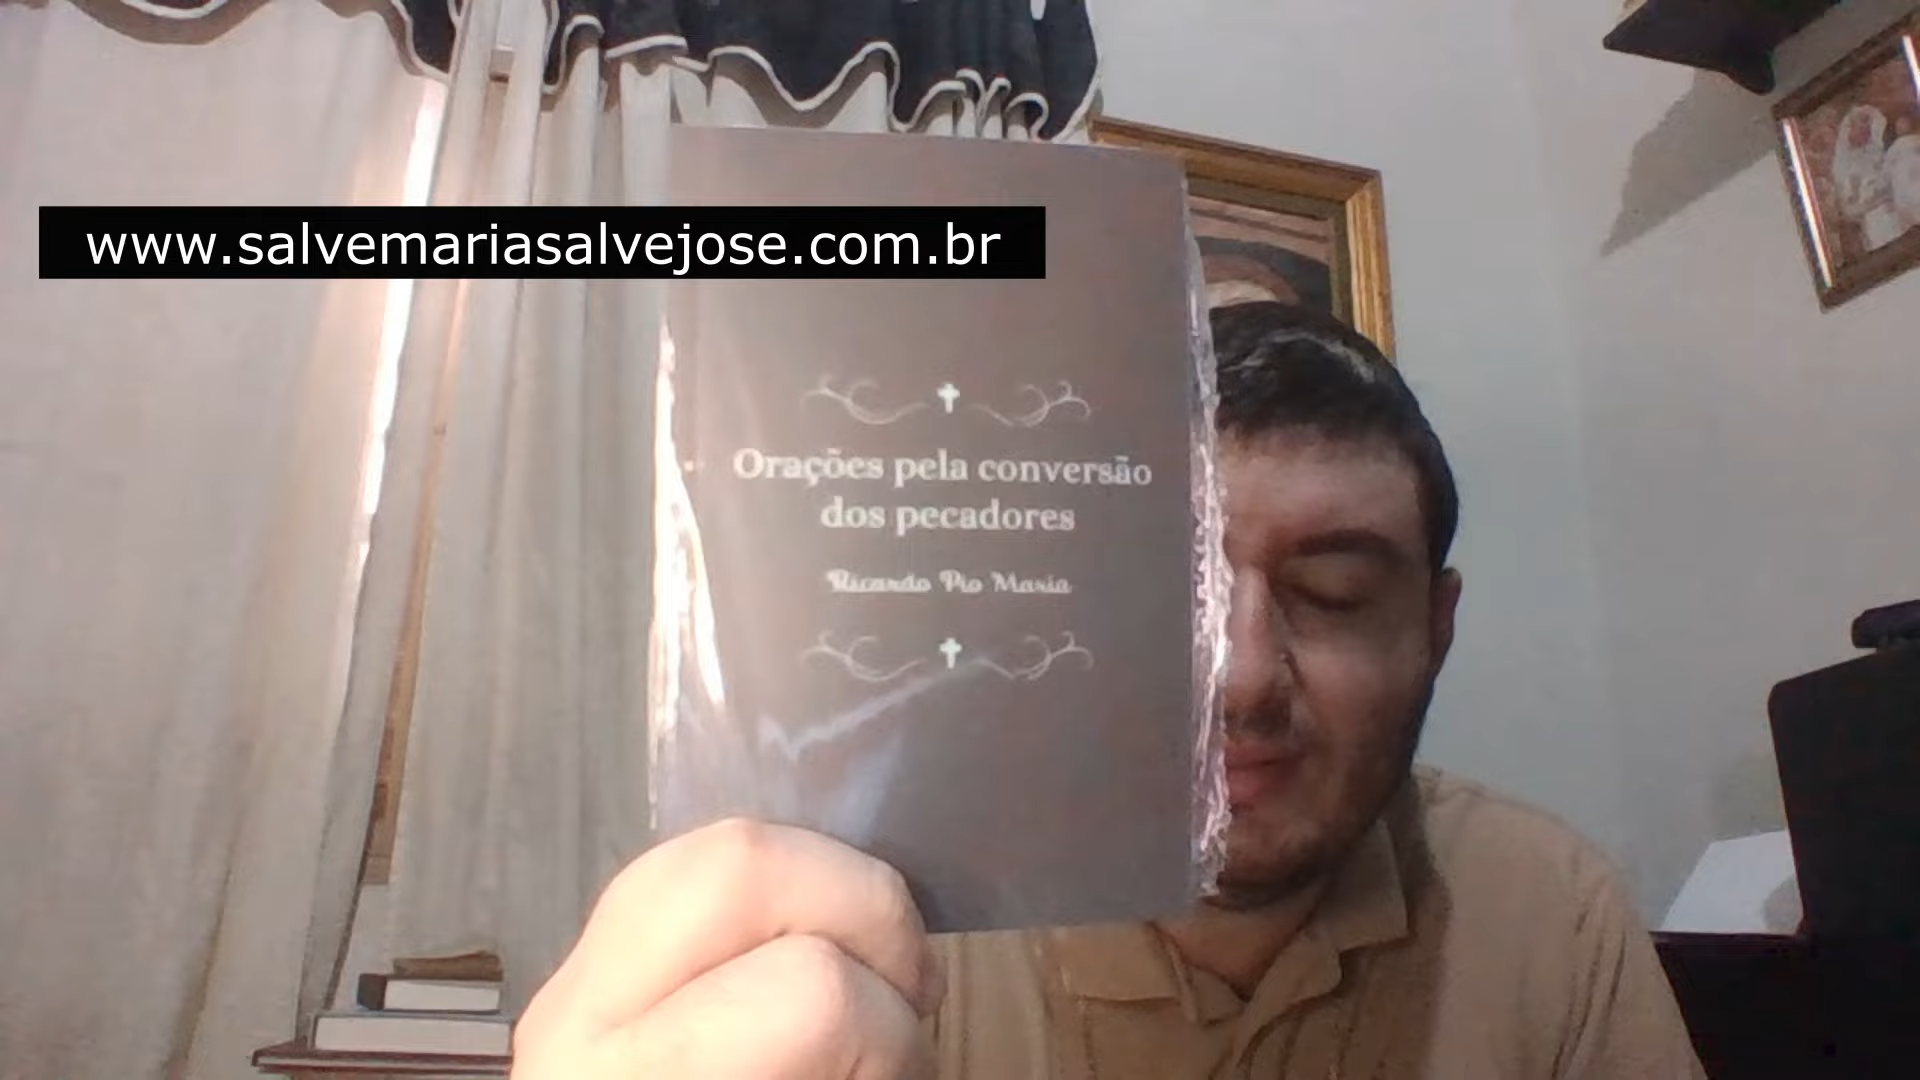 www.salvemariasalvejose.com.br
Orações pela conversão
dos pecadores
Ricardo Pio Maria